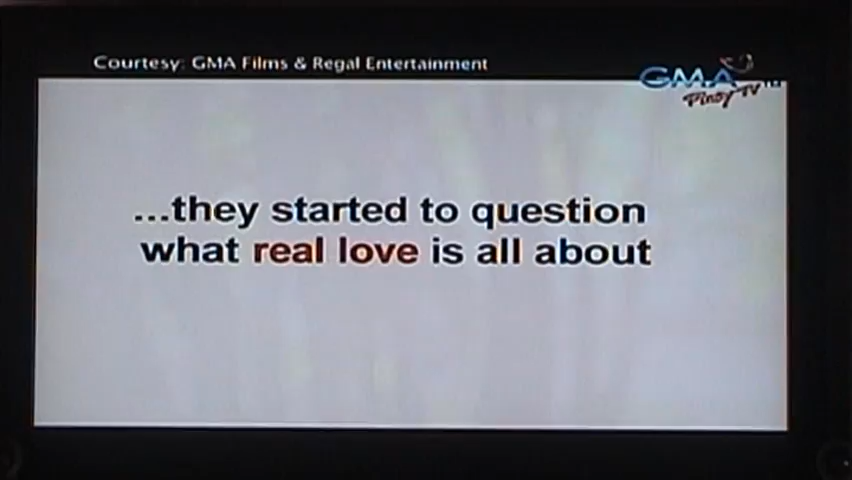 Courtesy: GMA Films & Regal Entertainment
GMA
Pinoy TV
...they started to question
what real love is all about